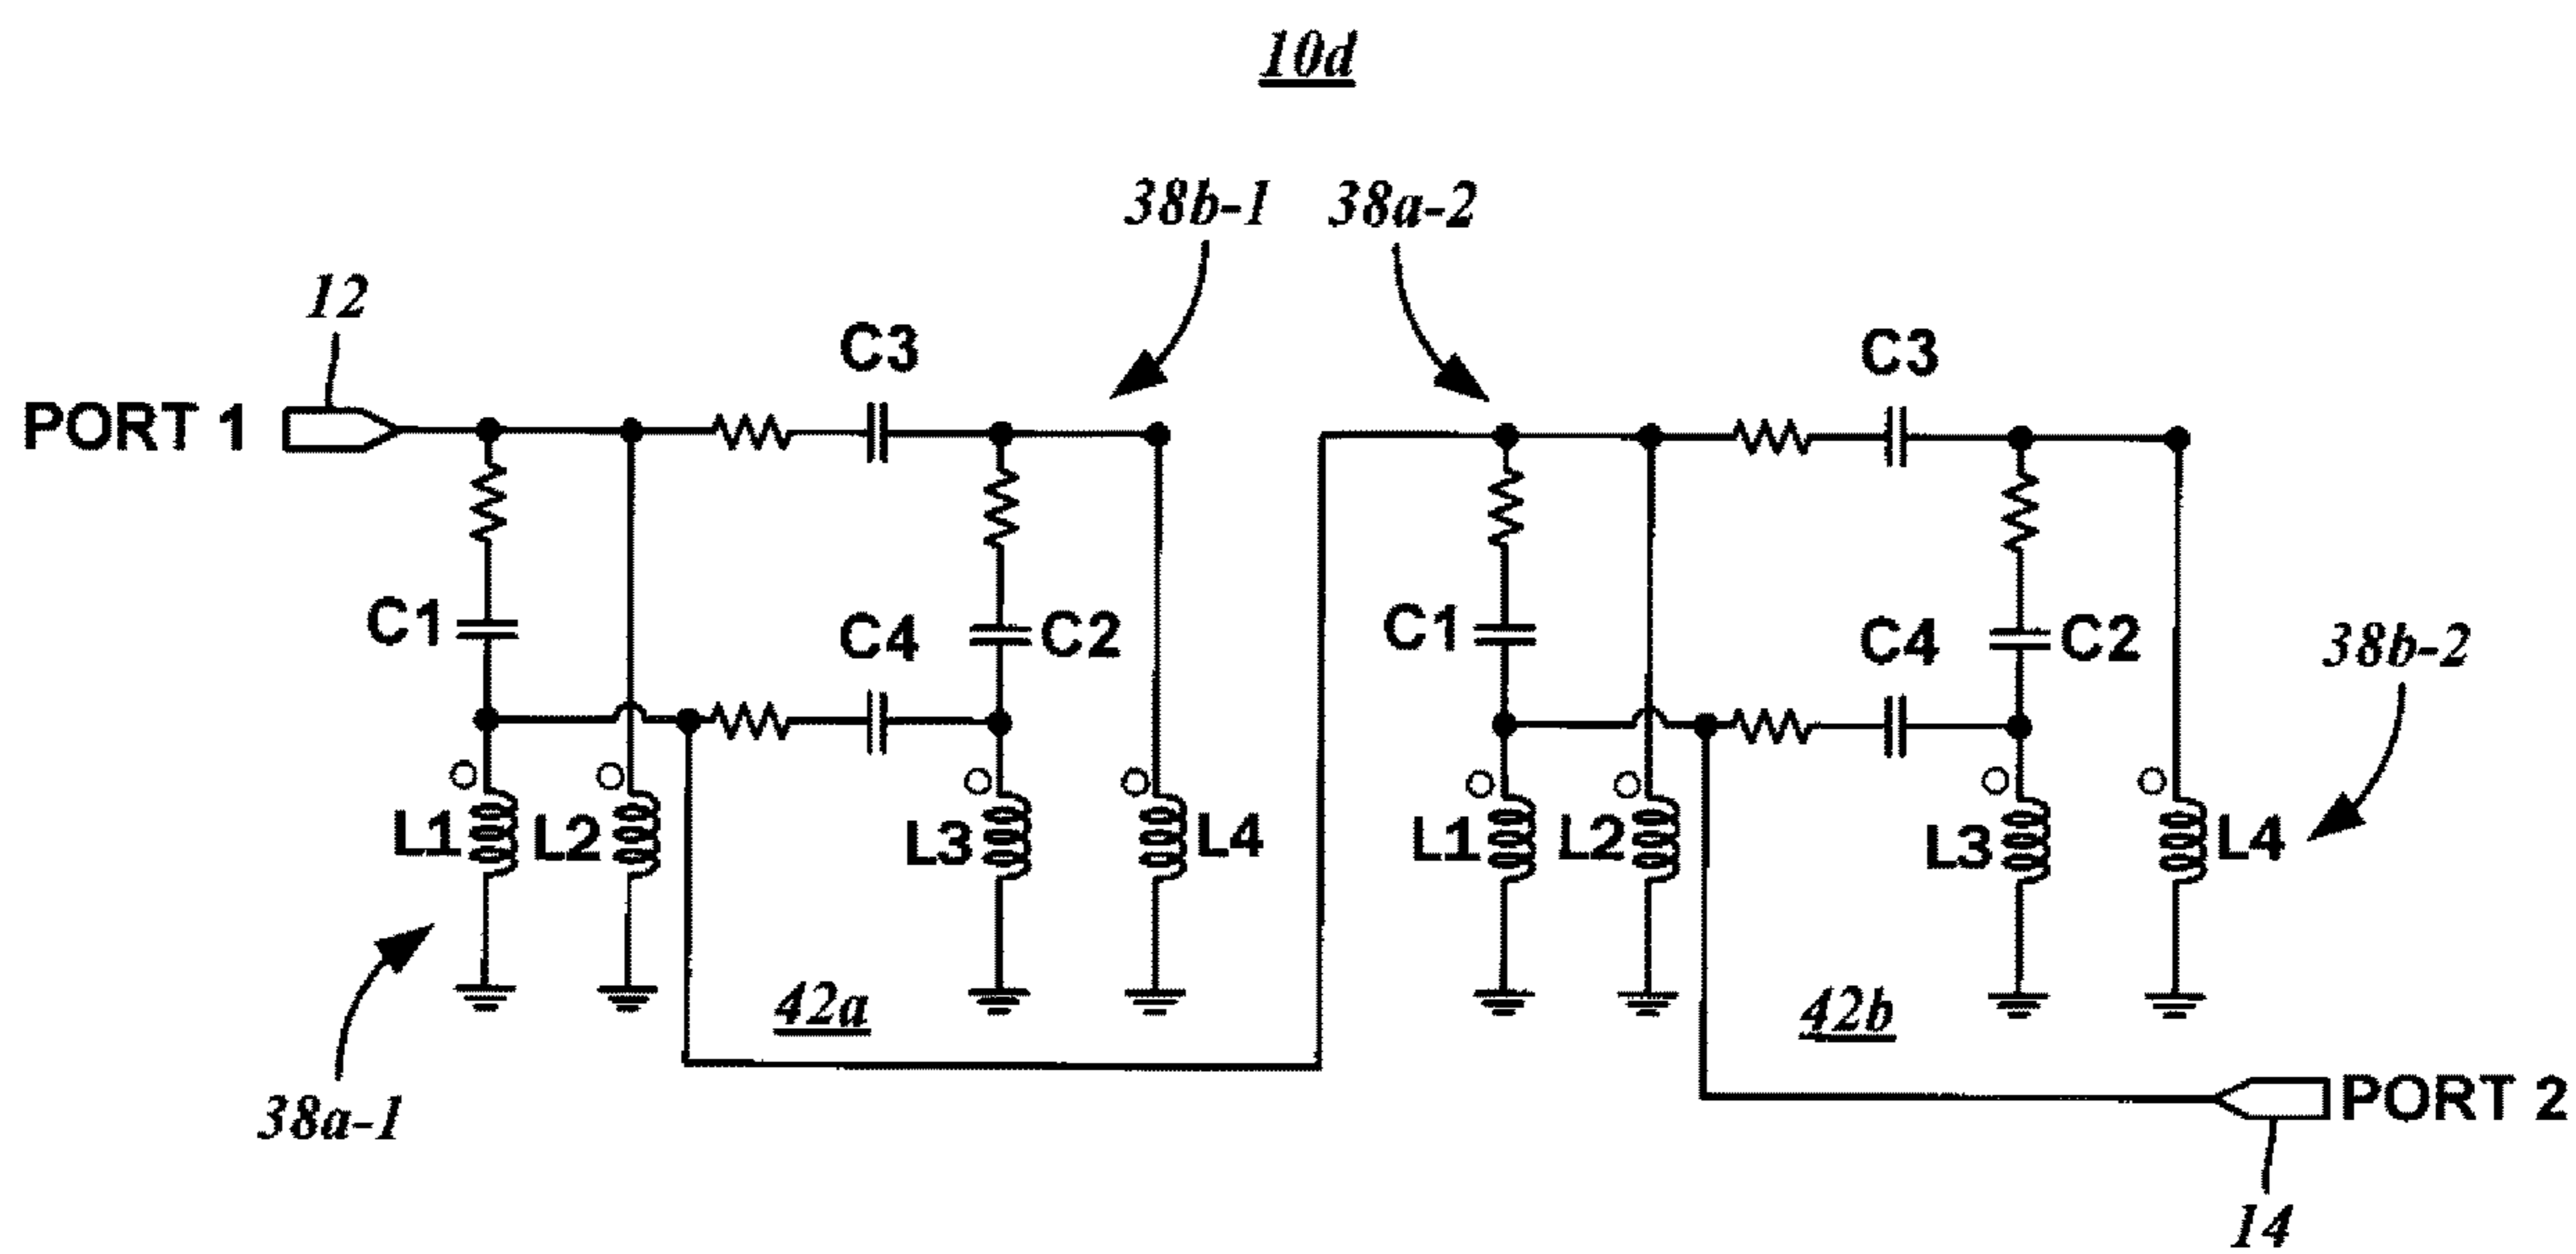 10d
38b-1 38a-2
12
C3 C3
PORT 1
C1 C4 C2 C1 C4 C2 38b-2
L1 L2 L3 L4 L1 L2 L3 L4
42a 42b
38a-1 PORT 2
14